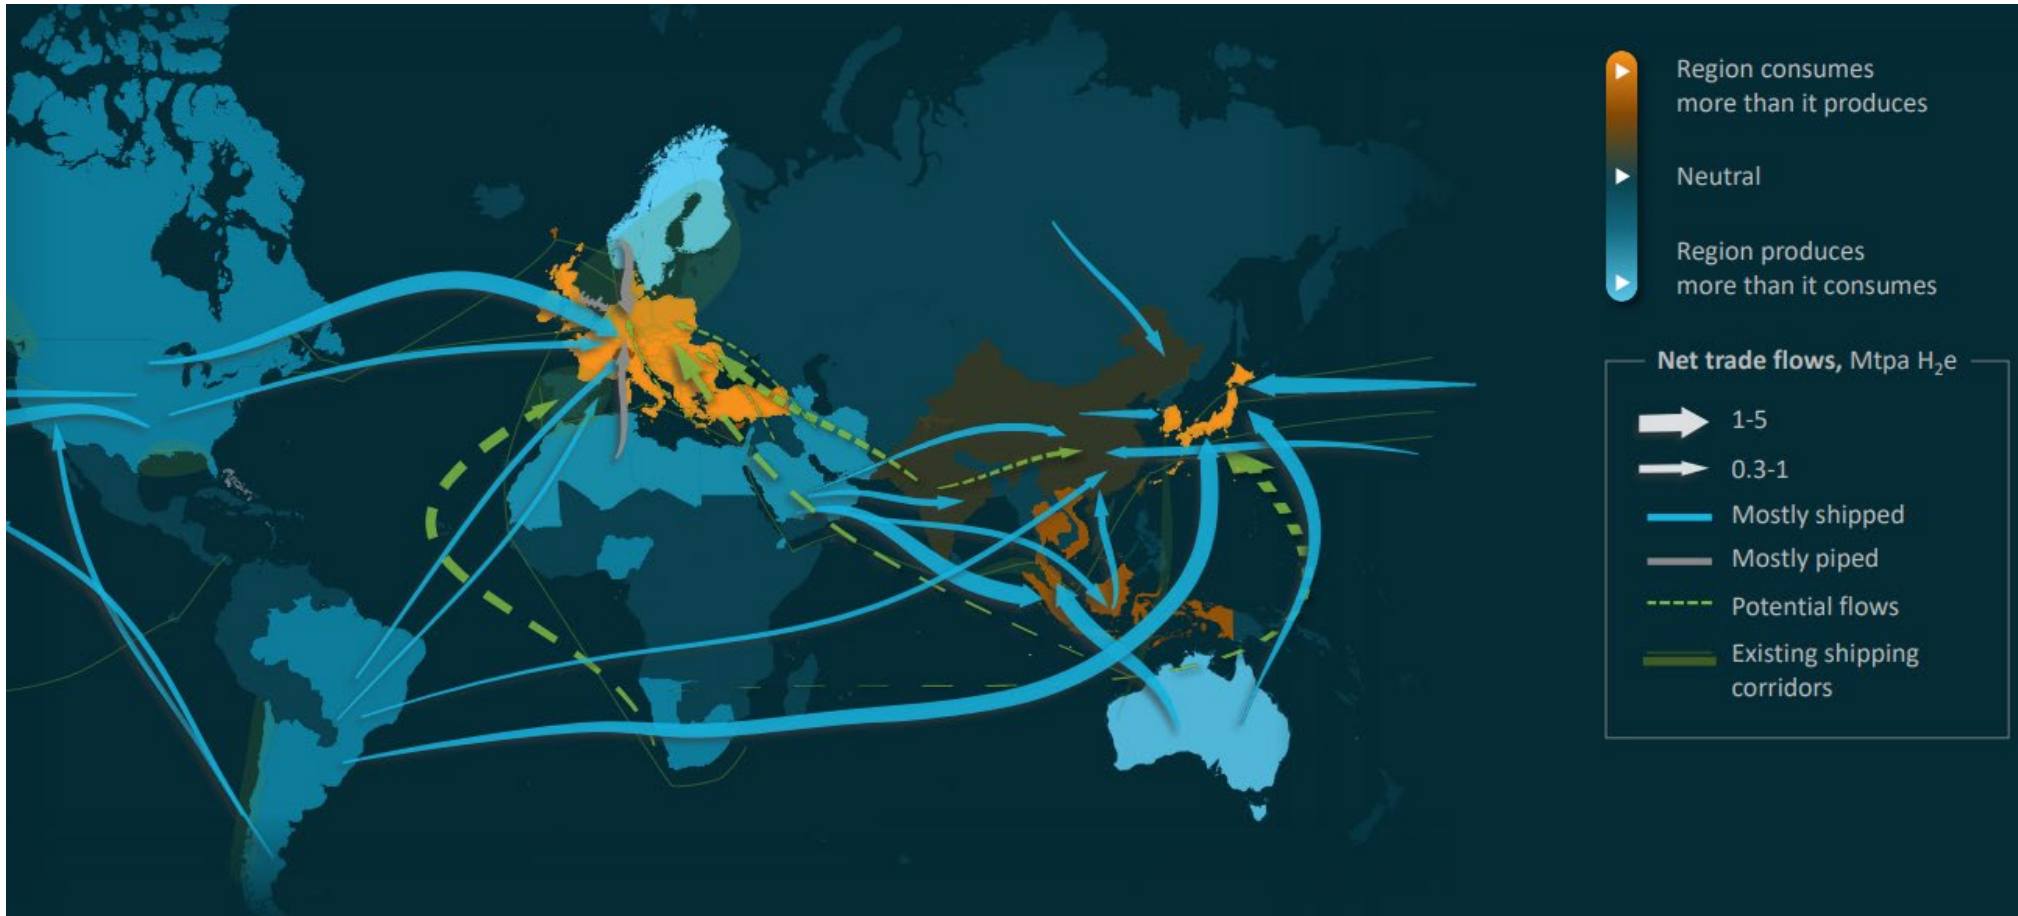 Region consumes
more than it produces
Neutral
Region produces
more than it consumes
Net trade flows, Mtpa H₂e
1-5
0.3-1
Mostly shipped
Mostly piped
Potential flows
Existing shipping
corridors